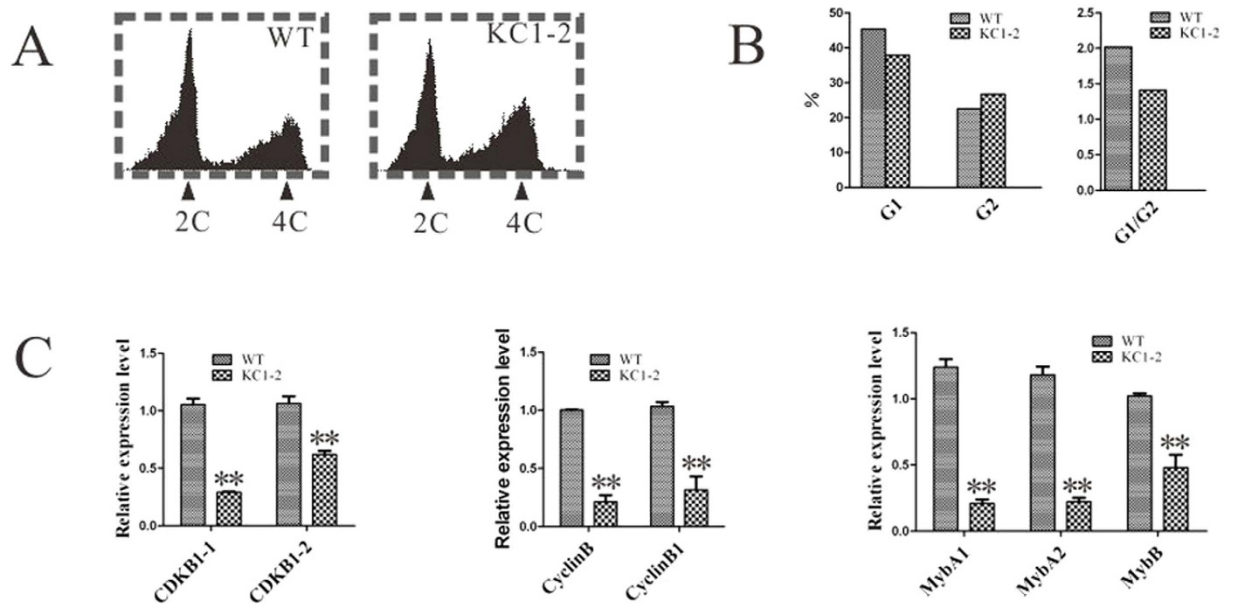 A
WT
2C
4C
KC1-2
2C
4C
B
%
50
40
30
20
10
0
G1
G2
WT
KC1-2
2.5
2.0
1.5
1.0
0.5
0.0
G1/G2
WT
KC1-2
C
Relative expression level
1.5
1.0
0.5
0.0
WT
KC1-2
**
**
CDKB1-1
CDKB1-2
Relative expression level
1.5
1.0
0.5
0.0
WT
KC1-2
**
**
CyclinB
CyclinB1
Relative expression level
1.5
1.0
0.5
0.0
WT
KC1-2
**
**
**
MybA1
MybA2
MybB